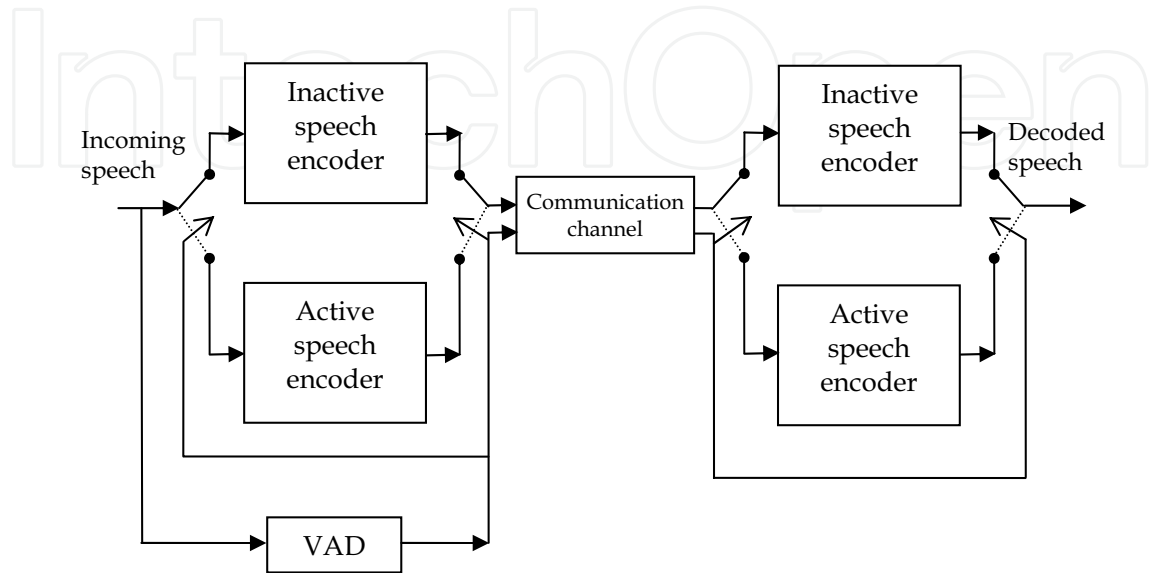 IntechOpen
Incoming
speech
Inactive
speech
encoder
Active
speech
encoder
VAD
Communication
channel
Inactive
speech
encoder
Active
speech
encoder
Decoded
speech